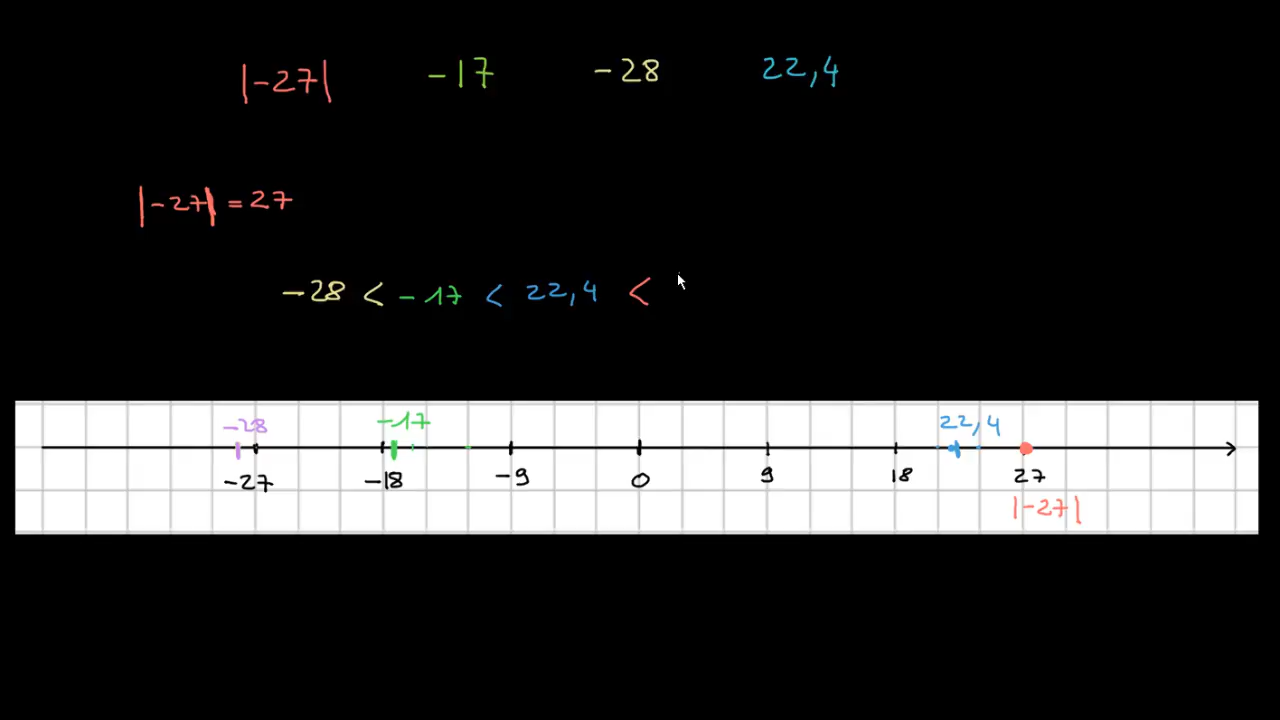 |-27| -17 -28 22,4
|-27| = 27
-28 < -17 < 22,4 <
-28 -17 22,4
-27 -18 -9 0 9 18 27
|-27|